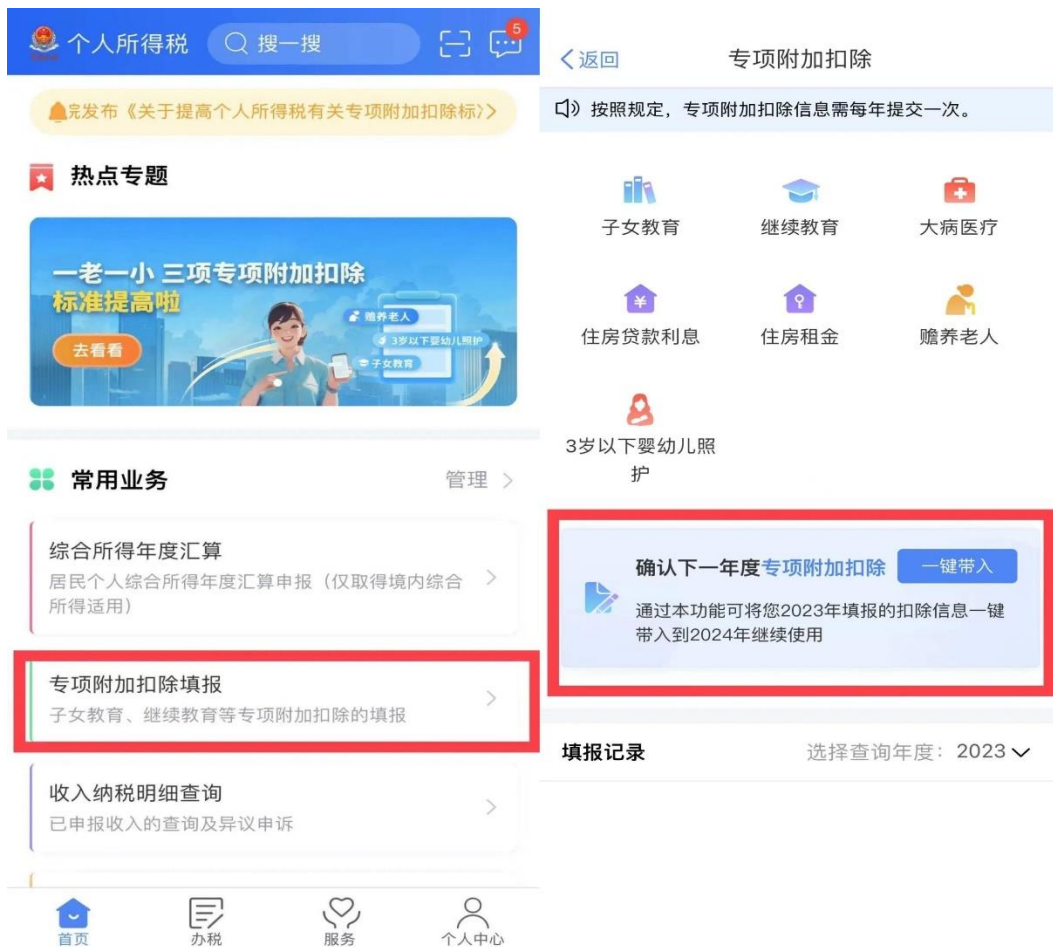 个人所得税
搜一搜
5
完发布《关于提高个人所得税有关专项附加扣除标
热点专题
一老一小 三项专项附加扣除
标准提高啦
去看看
赡养老人
3岁以下婴幼儿照护
子女教育
常用业务
管理
综合所得年度汇算
居民个人综合所得年度汇算申报（仅取得境内综合
所得适用）
专项附加扣除填报
子女教育、继续教育等专项附加扣除的填报
收入纳税明细查询
已申报收入的查询及异议申诉
首页
办税
服务
个人中心
返回
专项附加扣除
按照规定，专项附加扣除信息需每年提交一次。
子女教育
继续教育
大病医疗
住房贷款利息
住房租金
赡养老人
3岁以下婴幼儿照
护
确认下一年度专项附加扣除
一键带入
通过本功能可将您2023年填报的扣除信息一键
带入到2024年继续使用
填报记录
选择查询年度：2023